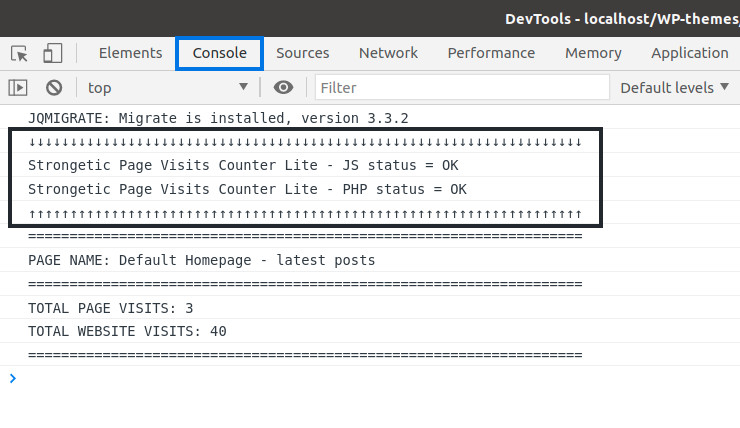 DevTools - localhost/WP-themes/
Elements Console Sources Network Performance Memory Application
top Filter Default levels
JQMIGRATE: Migrate is installed, version 3.3.2
↓↓↓↓↓↓↓↓↓↓↓↓↓↓↓↓↓↓↓↓↓↓↓↓↓↓↓↓↓↓↓↓↓↓↓↓↓↓↓↓↓↓↓↓↓↓↓↓↓↓↓↓↓↓↓↓↓↓↓↓↓↓↓↓↓↓↓
Strongetic Page Visits Counter Lite - JS status = OK
Strongetic Page Visits Counter Lite - PHP status = OK
↑↑↑↑↑↑↑↑↑↑↑↑↑↑↑↑↑↑↑↑↑↑↑↑↑↑↑↑↑↑↑↑↑↑↑↑↑↑↑↑↑↑↑↑↑↑↑↑↑↑↑↑↑↑↑↑↑↑↑↑↑↑↑↑↑↑↑
===================================================================
PAGE NAME: Default Homepage - latest posts
===================================================================
TOTAL PAGE VISITS: 3
TOTAL WEBSITE VISITS: 40
===================================================================